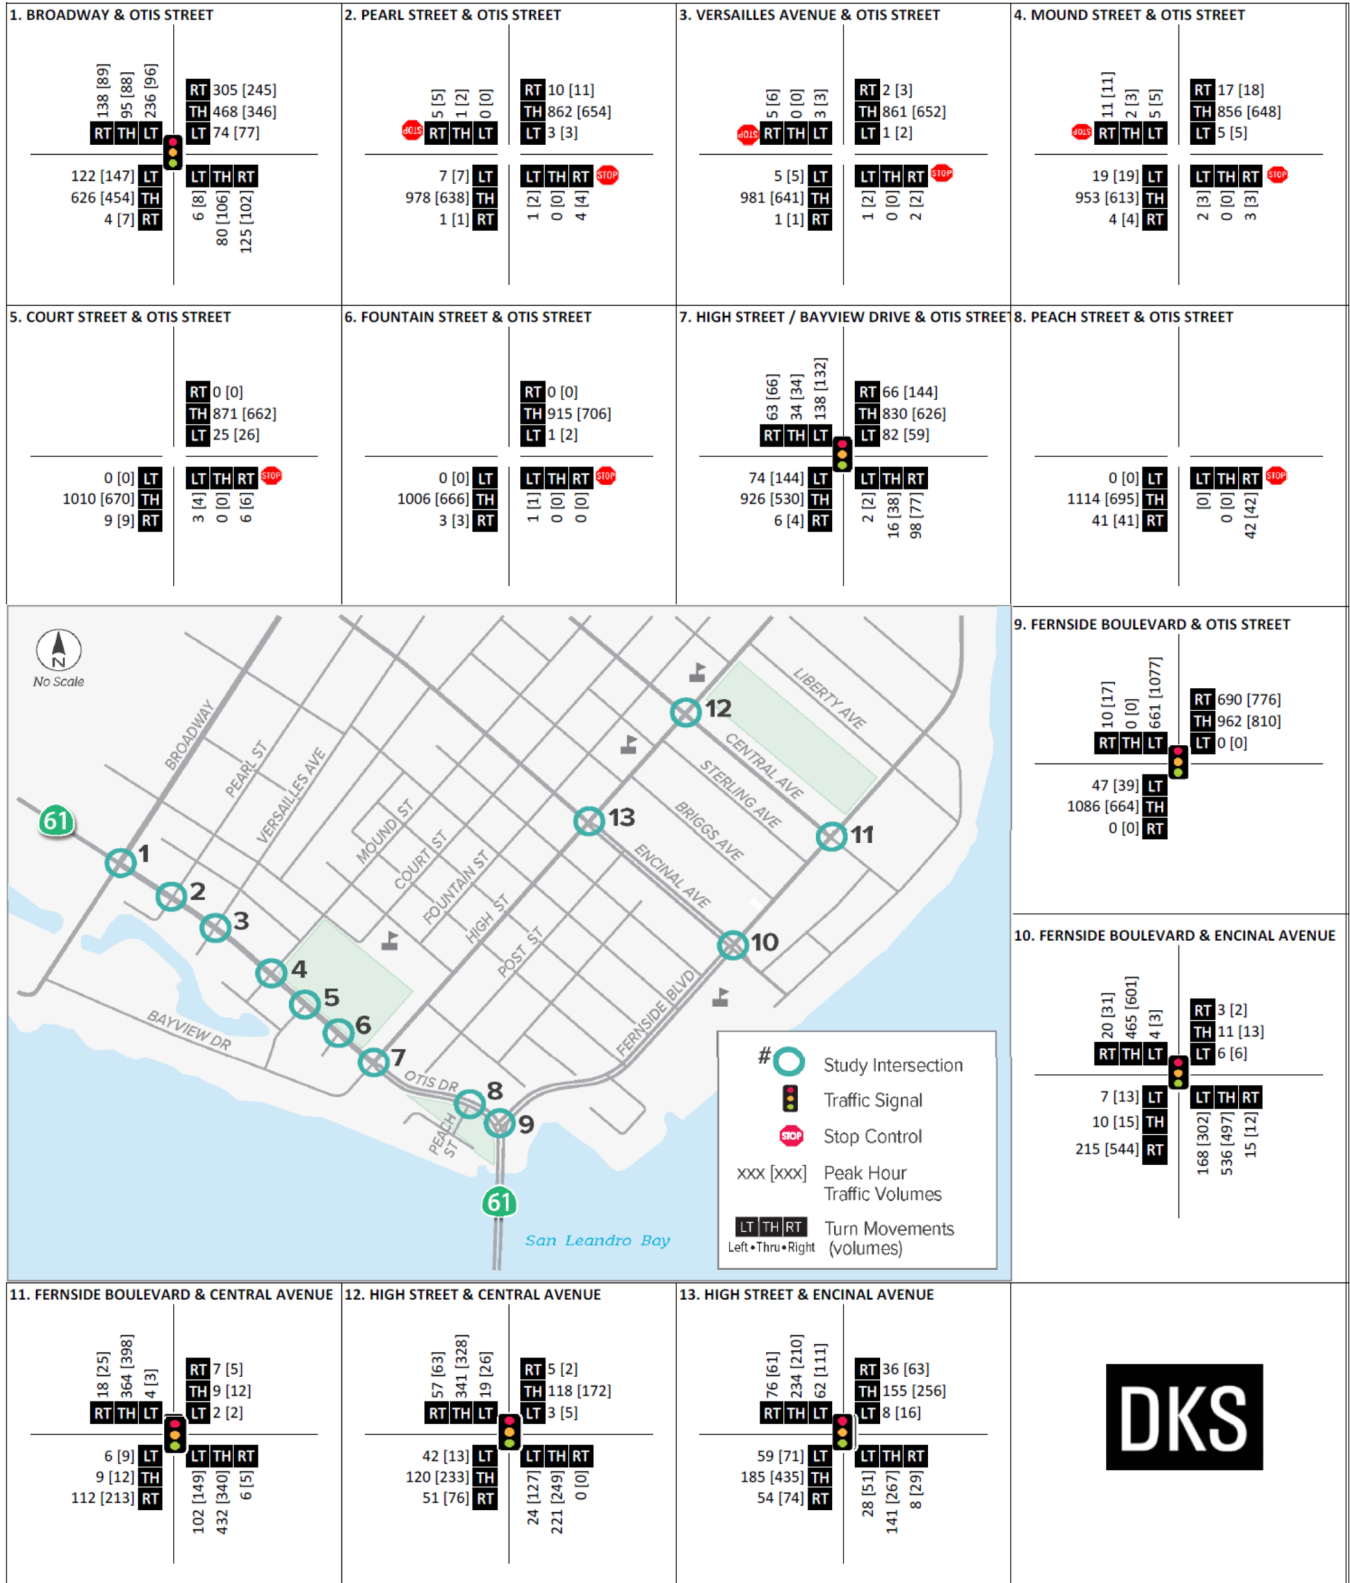 1. BROADWAY & OTIS STREET
138 [89]
95 [88]
236 [96]
RT TH LT
RT 305 [245]
TH 468 [346]
LT 74 [77]
122 [147] LT
626 [454] TH
4 [7] RT
LT TH RT
6 [8]
80 [106]
125 [102]
2. PEARL STREET & OTIS STREET
5 [5]
1 [2]
0 [0]
STOP RT TH LT
RT 10 [11]
TH 862 [654]
LT 3 [3]
7 [7] LT
978 [638] TH
1 [1] RT
LT TH RT STOP
1 [2]
0 [0]
4 [4]
3. VERSAILLES AVENUE & OTIS STREET
5 [6]
0 [0]
3 [3]
STOP RT TH LT
RT 2 [3]
TH 861 [652]
LT 1 [2]
5 [5] LT
981 [641] TH
1 [1] RT
LT TH RT STOP
1 [2]
0 [0]
2 [2]
4. MOUND STREET & OTIS STREET
11 [11]
2 [3]
5 [5]
STOP RT TH LT
RT 17 [18]
TH 856 [648]
LT 5 [5]
19 [19] LT
953 [613] TH
4 [4] RT
LT TH RT STOP
2 [3]
0 [0]
3 [3]
5. COURT STREET & OTIS STREET
RT 0 [0]
TH 871 [662]
LT 25 [26]
0 [0] LT
1010 [670] TH
9 [9] RT
LT TH RT STOP
3 [4]
0 [0]
6 [6]
6. FOUNTAIN STREET & OTIS STREET
RT 0 [0]
TH 915 [706]
LT 1 [2]
0 [0] LT
1006 [666] TH
3 [3] RT
LT TH RT STOP
1 [1]
0 [0]
0 [0]
7. HIGH STREET / BAYVIEW DRIVE & OTIS STREET
63 [66]
34 [34]
138 [132]
RT TH LT
RT 66 [144]
TH 830 [626]
LT 82 [59]
74 [144] LT
926 [530] TH
6 [4] RT
LT TH RT
2 [2]
16 [38]
98 [77]
8. PEACH STREET & OTIS STREET
0 [0] LT
1114 [695] TH
41 [41] RT
LT TH RT STOP
[0]
0 [0]
42 [42]
N
No Scale
61
BROADWAY
PEARL ST
VERSAILLES AVE
MOUND ST
COURT ST
FOUNTAIN ST
HIGH ST
POST ST
LIBERTY AVE
CENTRAL AVE
STERLING AVE
BRIGGS AVE
ENCINAL AVE
FERNSIDE BLVD
BAYVIEW DR
OTIS DR
PEACH ST
1
2
3
4
5
6
7
8
9
10
11
12
13
61
San Leandro Bay
# Study Intersection
Traffic Signal
STOP Stop Control
xxx [xxx] Peak Hour
Traffic Volumes
LT TH RT Turn Movements
Left•Thru•Right (volumes)
9. FERNSIDE BOULEVARD & OTIS STREET
10 [17]
0 [0]
661 [1077]
RT TH LT
RT 690 [776]
TH 962 [810]
LT 0 [0]
47 [39] LT
1086 [664] TH
0 [0] RT
10. FERNSIDE BOULEVARD & ENCINAL AVENUE
20 [31]
465 [601]
4 [3]
RT TH LT
RT 3 [2]
TH 11 [13]
LT 6 [6]
7 [13] LT
10 [15] TH
215 [544] RT
LT TH RT
168 [302]
536 [497]
15 [12]
11. FERNSIDE BOULEVARD & CENTRAL AVENUE
18 [25]
364 [398]
4 [3]
RT TH LT
RT 7 [5]
TH 9 [12]
LT 2 [2]
6 [9] LT
9 [12] TH
112 [213] RT
LT TH RT
102 [149]
432 [340]
6 [5]
12. HIGH STREET & CENTRAL AVENUE
57 [63]
341 [328]
19 [26]
RT TH LT
RT 5 [2]
TH 118 [172]
LT 3 [5]
42 [13] LT
120 [233] TH
51 [76] RT
LT TH RT
24 [127]
221 [249]
0 [0]
13. HIGH STREET & ENCINAL AVENUE
76 [61]
234 [210]
62 [111]
RT TH LT
RT 36 [63]
TH 155 [256]
LT 8 [16]
59 [71] LT
185 [435] TH
54 [74] RT
LT TH RT
28 [51]
141 [267]
8 [29]
DKS